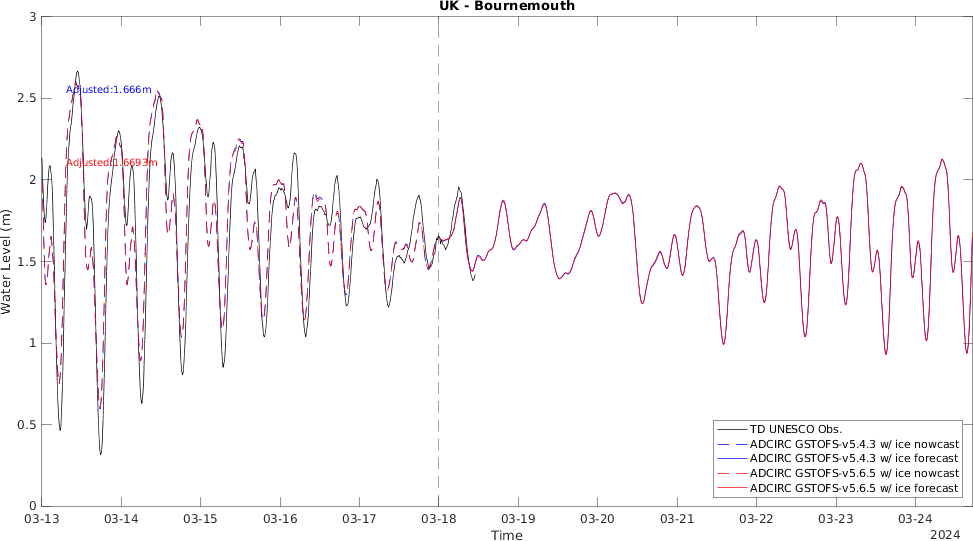 UK - Bournemouth
3
2.5
2
1.5
1
0.5
0
Water Level (m)
Adjusted:1.666m
Adjusted:1.6693m
TD UNESCO Obs.
ADCIRC GSTOFS-v5.4.3 w/ ice nowcast
ADCIRC GSTOFS-v5.4.3 w/ ice forecast
ADCIRC GSTOFS-v5.6.5 w/ ice nowcast
ADCIRC GSTOFS-v5.6.5 w/ ice forecast
03-13 03-14 03-15 03-16 03-17 03-18 03-19 03-20 03-21 03-22 03-23 03-24
Time
2024